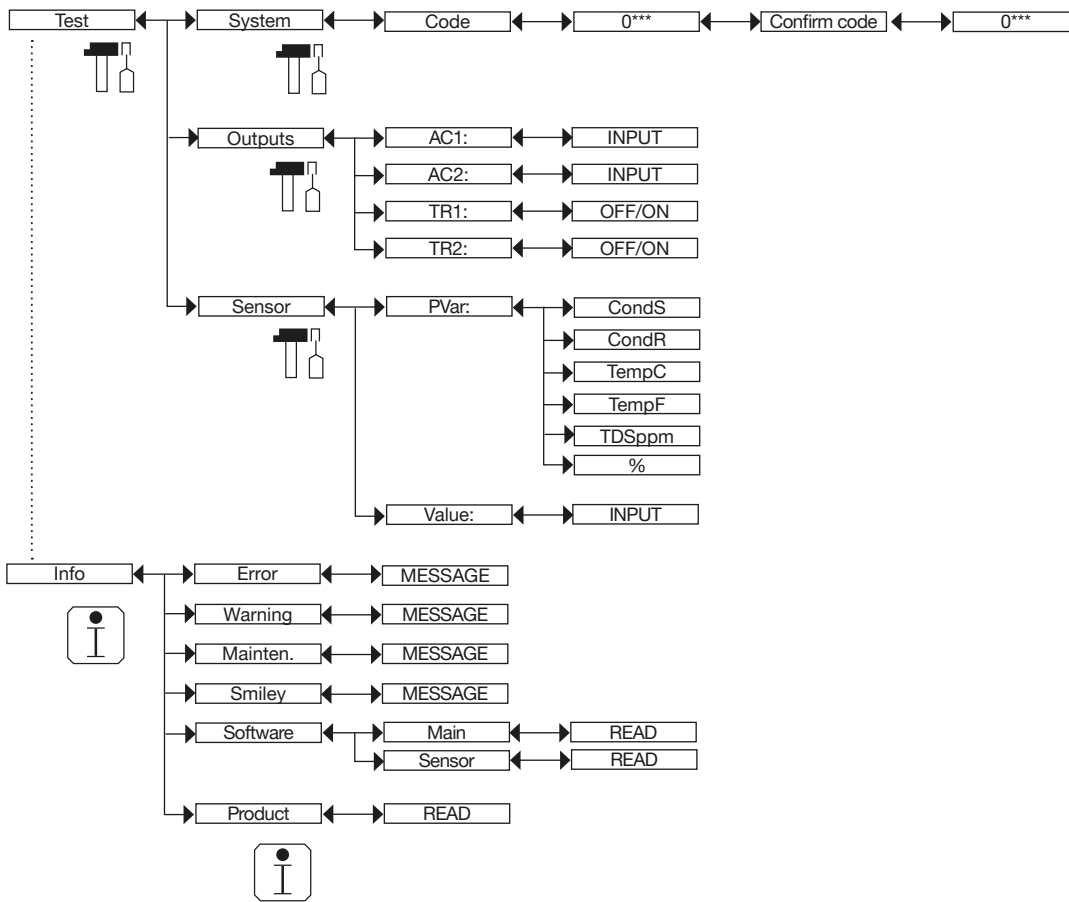 Test System Code 0*** Confirm code 0***
Outputs AC1: INPUT
AC2: INPUT
TR1: OFF/ON
TR2: OFF/ON
Sensor PVar: CondS
CondR
TempC
TempF
TDSppm
%
Value: INPUT
Info Error MESSAGE
Warning MESSAGE
Mainten. MESSAGE
Smiley MESSAGE
Software Main READ
Sensor READ
Product READ